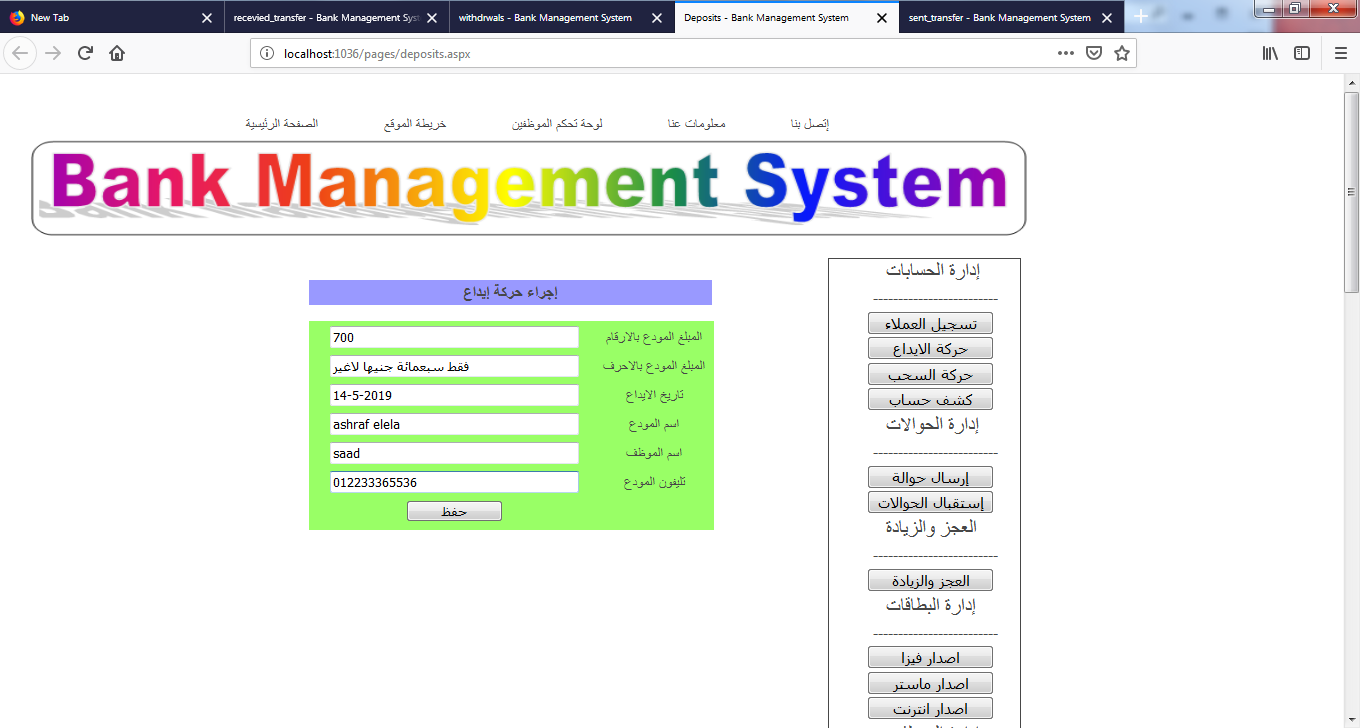 New Tab
recevied_transfer - Bank Management Syst
withdrwals - Bank Management System
Deposits - Bank Management System
sent_transfer - Bank Management System
localhost:1036/pages/deposits.aspx
الصفحة الرئيسية
خريطة الموقع
لوحة تحكم الموظفين
معلومات عنا
إتصل بنا
Bank Management System
إجراء حركة إيداع
المبلغ المودع بالارقام 700
المبلغ المودع بالاحرف فقط سبعمائة جنيها لاغير
تاريخ الايداع 14-5-2019
اسم المودع ashraf elela
اسم الموظف saad
تليفون المودع 012233365536
حفظ
إدارة الحسابات
-------------------------
تسجيل العملاء
حركة الايداع
حركة السحب
كشف حساب
إدارة الحوالات
-------------------------
إرسال حوالة
إستقبال الحوالات
العجز والزيادة
-------------------------
العجز والزيادة
إدارة البطاقات
-------------------------
اصدار فيزا
اصدار ماستر
اصدار انترنت